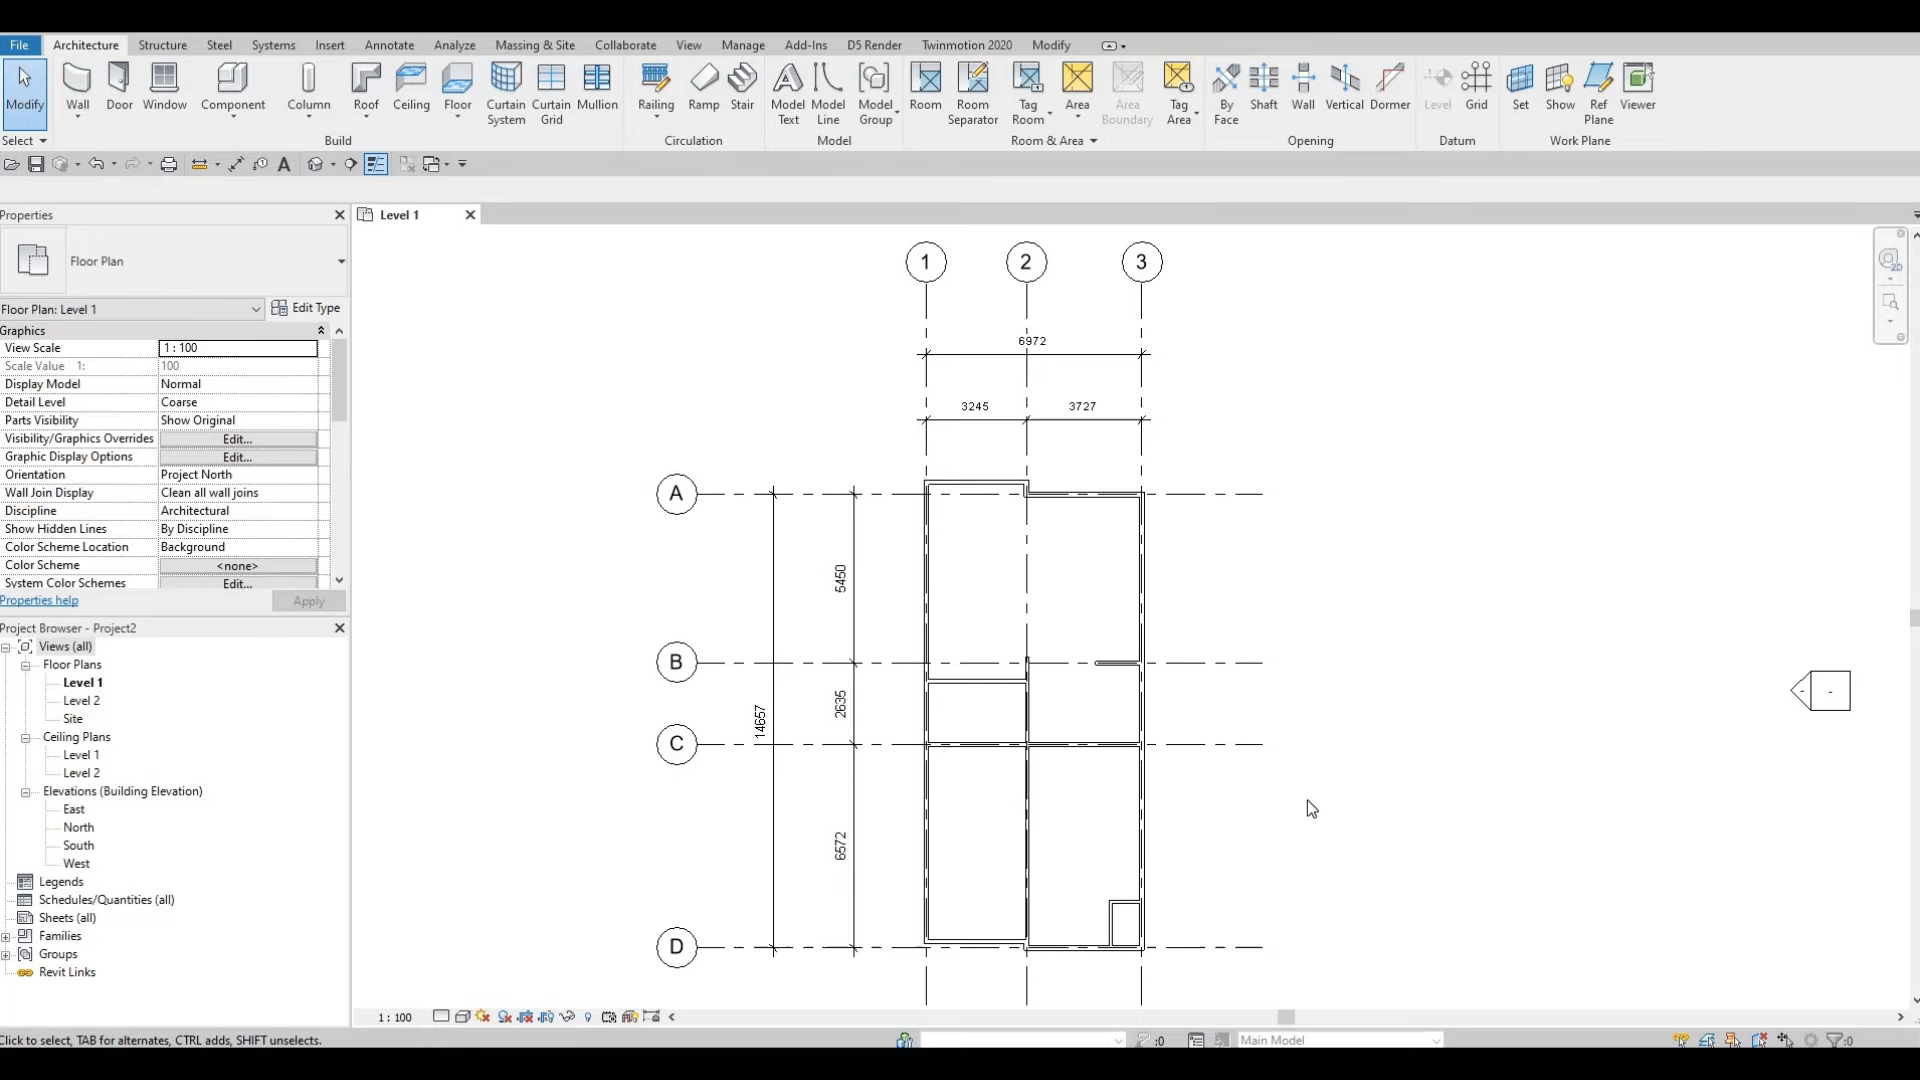 File Architecture Structure Steel Systems Insert Annotate Analyze Massing & Site Collaborate View Manage Add-Ins D5 Render Twinmotion 2020 Modify
Modify Wall Door Window Component Column Roof Ceiling Floor Curtain System Curtain Grid Mullion Railing Ramp Stair Model Text Model Line Model Group Room Room Separator Tag Room Area Area Boundary Tag Area By Face Shaft Wall Vertical Dormer Level Grid Set Show Ref Plane Viewer
Select Build Circulation Model Room & Area Opening Datum Work Plane
A
Properties
Floor Plan
Floor Plan: Level 1 Edit Type
Graphics
View Scale 1 : 100
Scale Value 1: 100
Display Model Normal
Detail Level Coarse
Parts Visibility Show Original
Visibility/Graphics Overrides Edit...
Graphic Display Options Edit...
Orientation Project North
Wall Join Display Clean all wall joins
Discipline Architectural
Show Hidden Lines By Discipline
Color Scheme Location Background
Color Scheme <none>
System Color Schemes Edit...
Properties help Apply
Project Browser - Project2
Views (all)
Floor Plans
Level 1
Level 2
Site
Ceiling Plans
Level 1
Level 2
Elevations (Building Elevation)
East
North
South
West
Legends
Schedules/Quantities (all)
Sheets (all)
Families
Groups
Revit Links
Level 1
2D
1 2 3
6972
3245 3727
A
5450
B
2635
14657
C
6572
D
1 : 100
Click to select, TAB for alternates, CTRL adds, SHIFT unselects.
:0
Main Model
:0